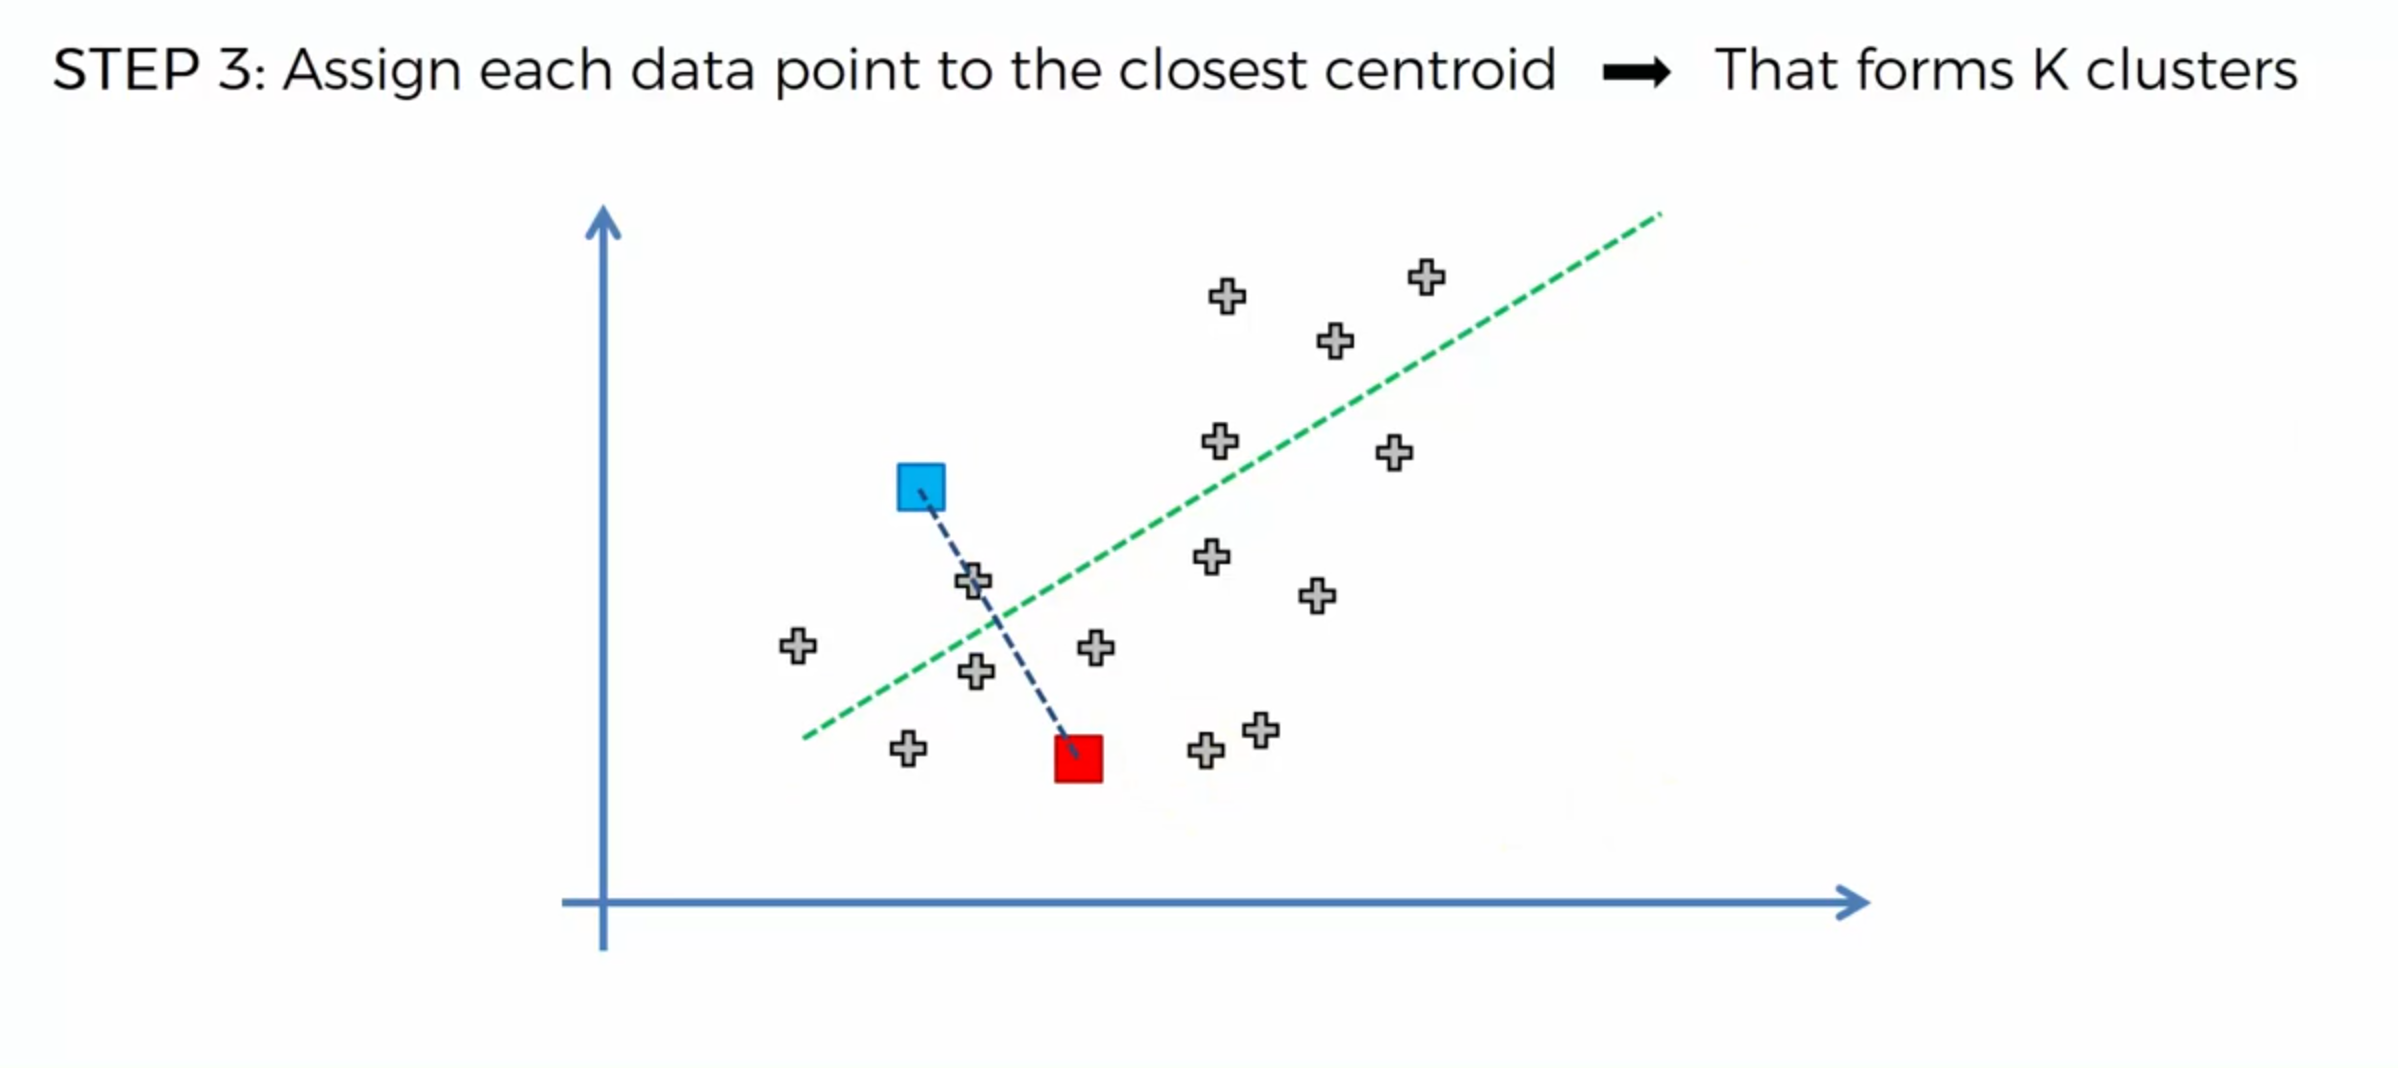 STEP 3: Assign each data point to the closest centroid ➡ That forms K clusters